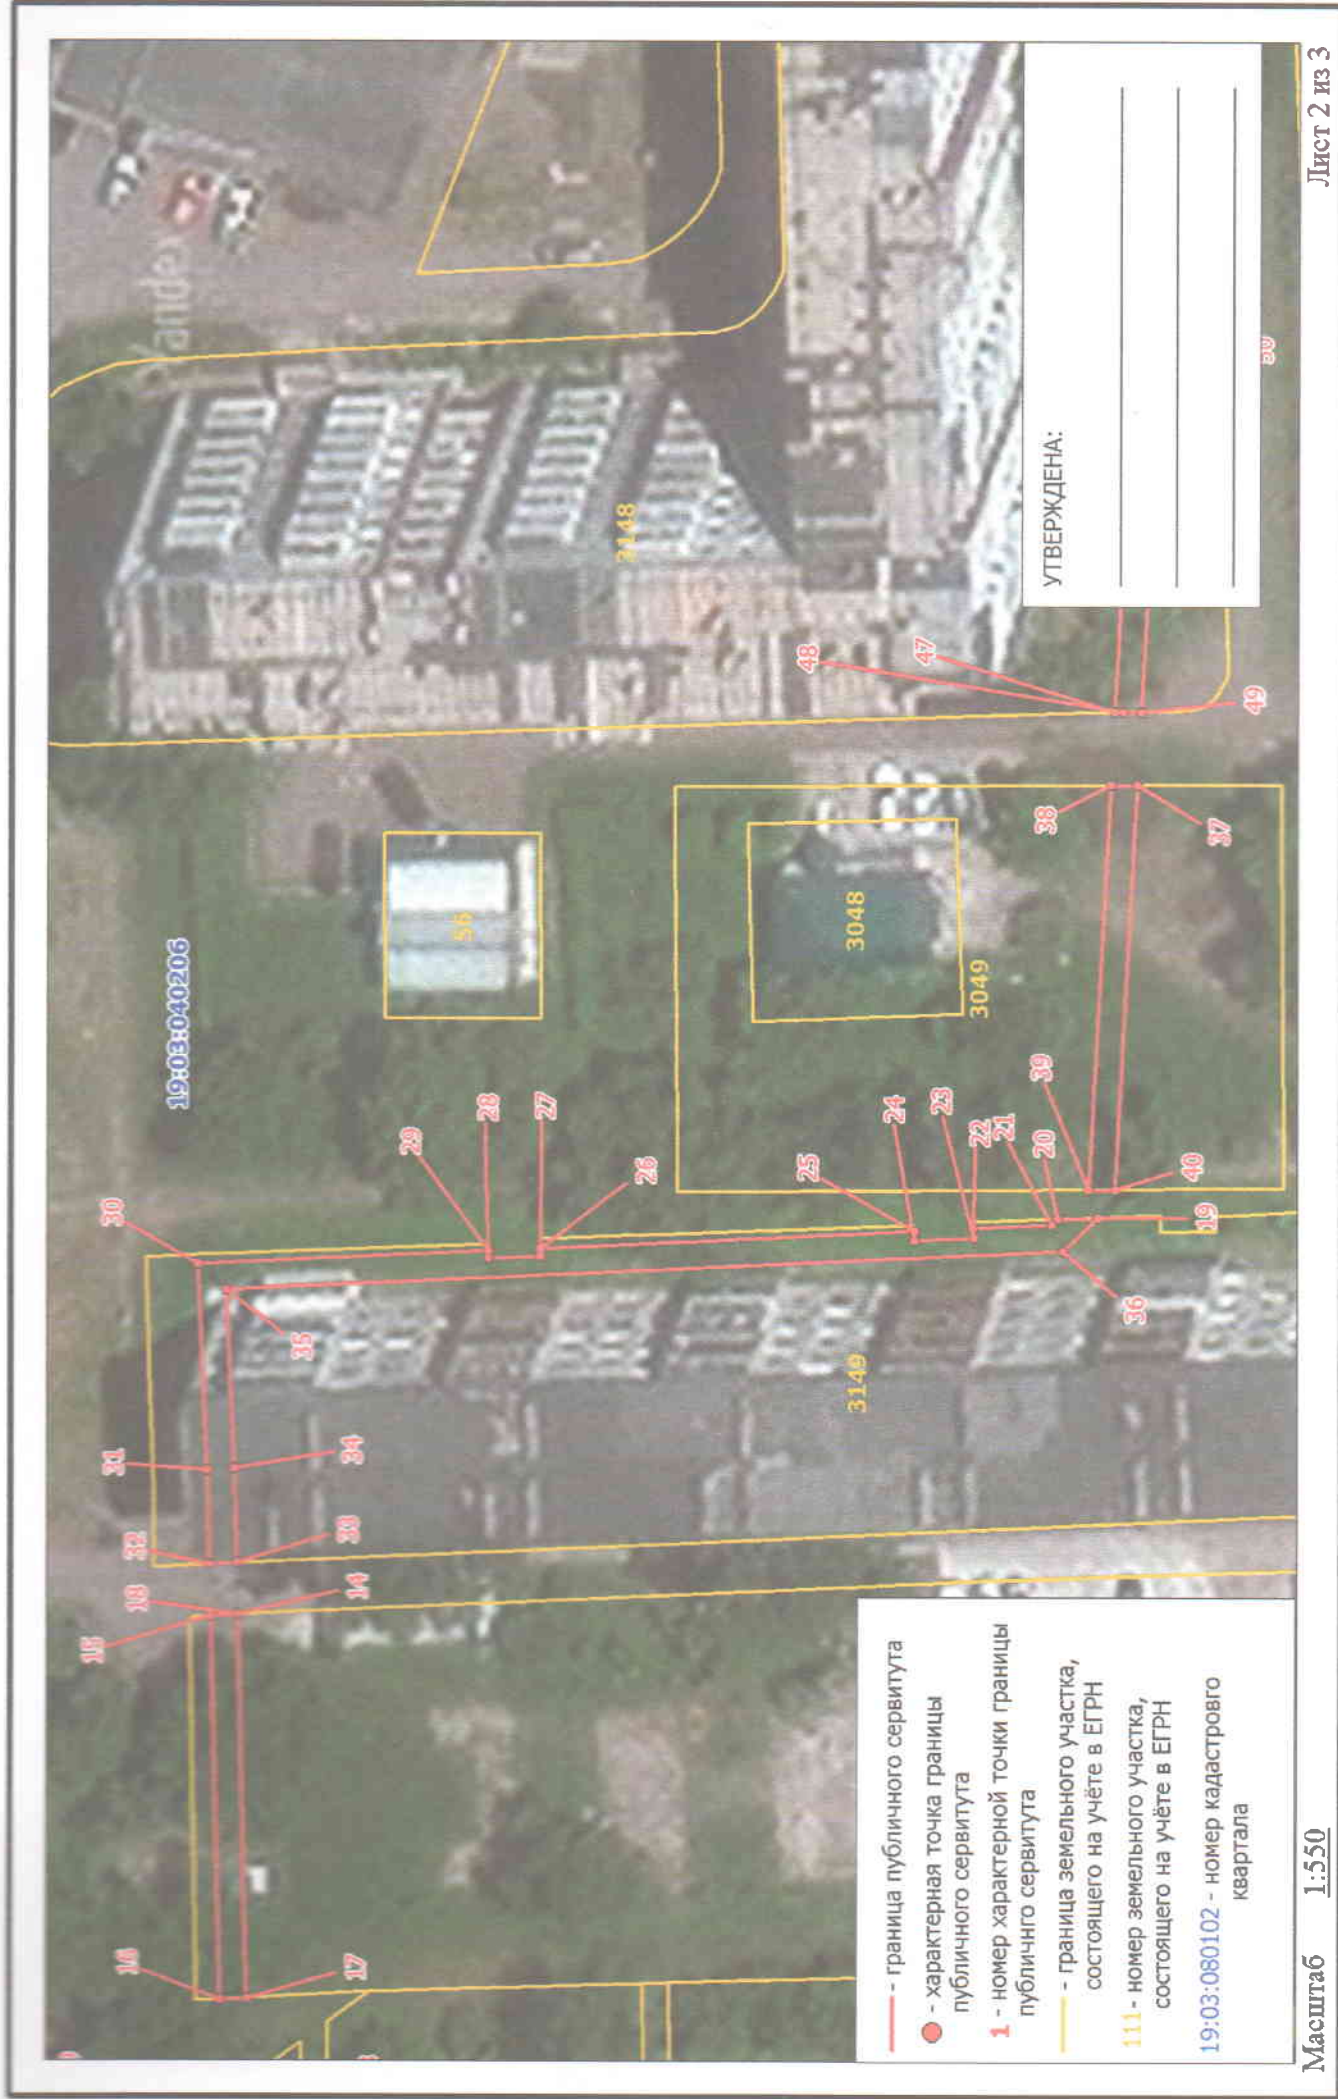 Yande
19:03:040206
56
3148
3048
3049
3149
30
29
28
27
26
25
24
23
22
21
20
19
39
40
38
37
48
47
49
50
36
35
31
34
32
33
18
14
15
16
17
УТВЕРЖДЕНА:
- граница публичного сервитута
- характерная точка границы
публичного сервитута
1 - номер характерной точки границы
публичнго сервитута
- граница земельного участка,
состоящего на учёте в ЕГРН
111 - номер земельного участка,
состоящего на учёте в ЕГРН
19:03:080102 - номер кадастровго
квартала
Масштаб 1:550
Лист 2 из 3